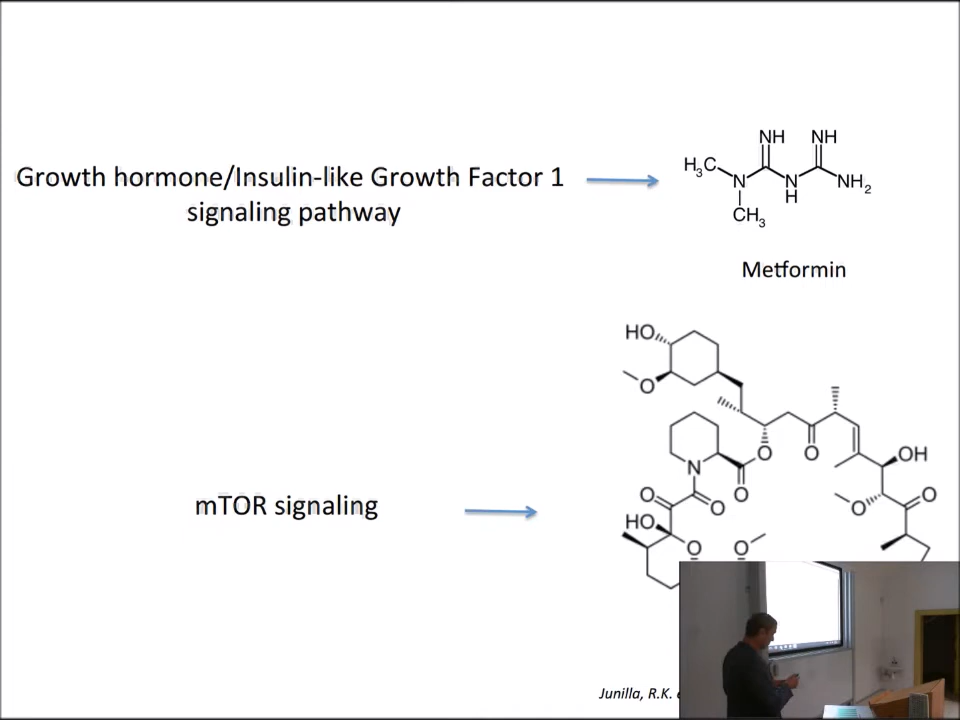 Growth hormone/Insulin-like Growth Factor 1
signaling pathway
NH NH
H3C
N
N
H
NH2
CH3
Metformin
HO
O
O
O
O
OH
N
O
O
O
O
O
HO
O
O
mTOR signaling
Junilla, R.K.